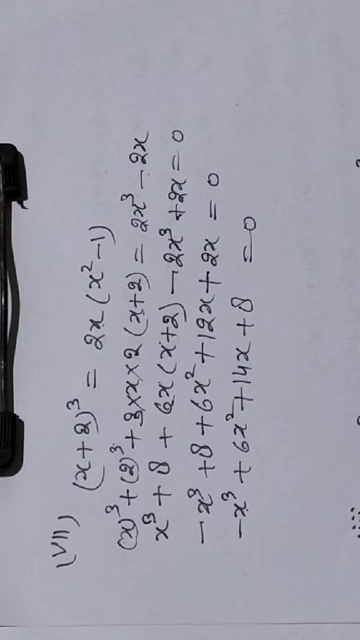 (VII) (x+2)³ = 2x(x²-1)
(x)³+(2)³+3×x×2(x+2) = 2x³-2x
x³+8+6x(x+2)-2x³+2x=0
-x³+8+6x²+12x+2x=0
-x³+6x²+14x+8 =0